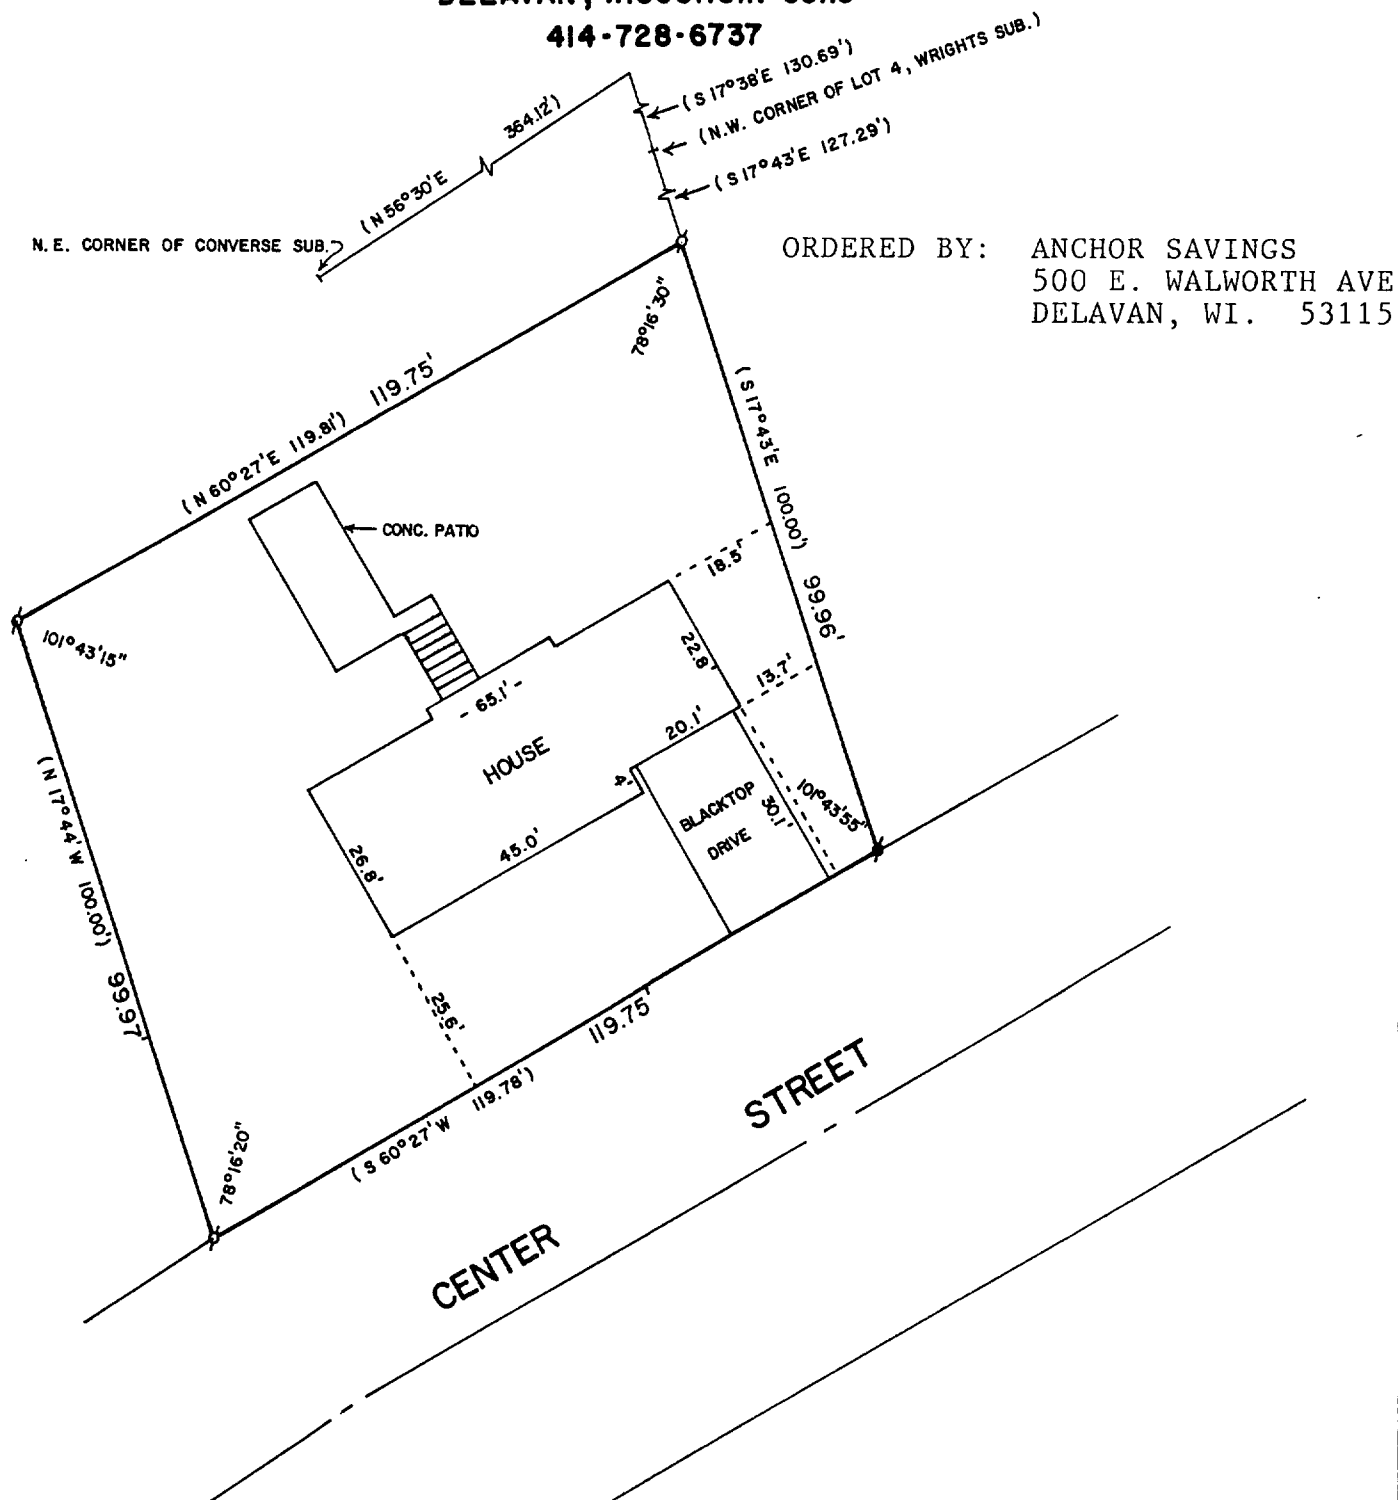 414-728-6737
(S 17°38'E 130.69')
(N.W. CORNER OF LOT 4, WRIGHTS SUB.)
(S 17°43'E 127.29')
(N 56°30'E 364.12')
N.E. CORNER OF CONVERSE SUB.
ORDERED BY: ANCHOR SAVINGS
500 E. WALWORTH AVE
DELAVAN, WI. 53115
78°16'30"
(N 60°27'E 119.81') 119.75'
(S 17°43'E 100.00') 99.96'
CONC. PATIO
18.5'
101°43'15"
22.8'
13.7'
65.1'
20.1'
HOUSE
4'
BLACKTOP
DRIVE
30.1'
101°43'55"
45.0'
26.8'
(N 17°44'W 100.00') 99.97'
25.6'
119.75'
(S 60°27'W 119.78')
78°16'20"
CENTER STREET